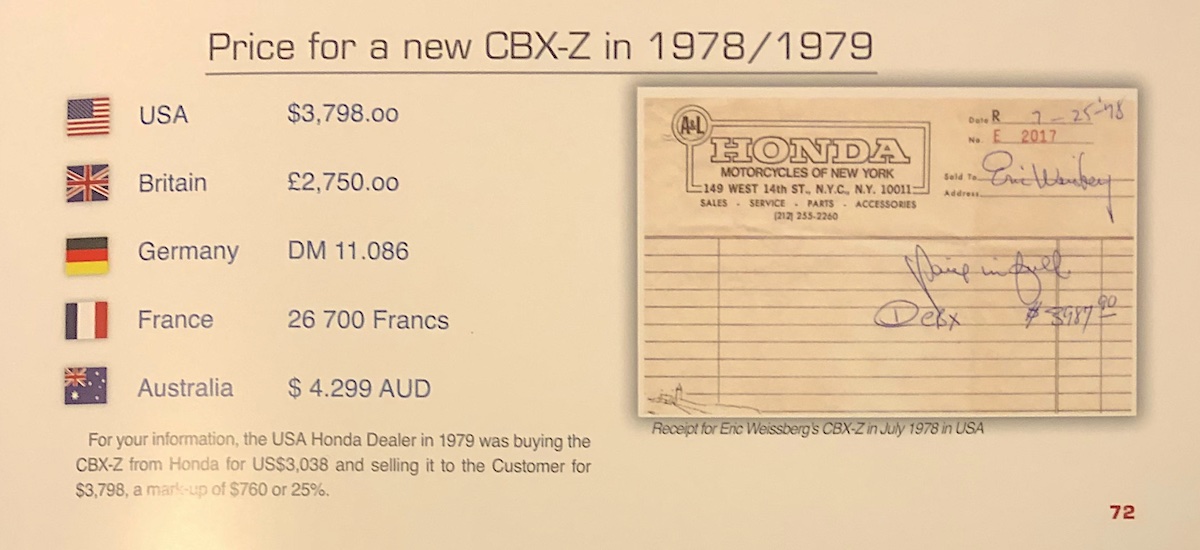 Price for a new CBX-Z in 1978/1979
USA $3,798.oo
Britain £2,750.oo
Germany DM 11.086
France 26 700 Francs
Australia $ 4.299 AUD
For your information, the USA Honda Dealer in 1979 was buying the
CBX-Z from Honda for US$3,038 and selling it to the Customer for
$3,798, a mark-up of $760 or 25%.
A&L
HONDA
MOTORCYCLES OF NEW YORK
149 WEST 14th ST., N.Y.C., N.Y. 10011
SALES - SERVICE - PARTS - ACCESSORIES
(212) 255-2260
Date R 7-25-'78
No. E 2017
Sold To Eric
Address
in full
$ 3987 90
Receipt for Eric Weissberg's CBX-Z in July 1978 in USA
72